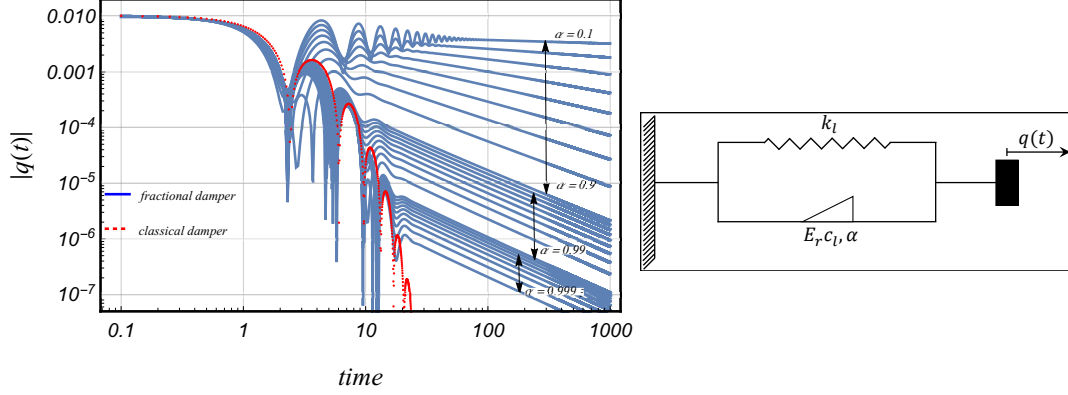 0.010
0.001
10^-4
10^-5
10^-6
10^-7
|q(t)|
0.1
1
10
100
1000
time
fractional damper
classical damper
α = 0.1
α = 0.9
α = 0.99
α = 0.999
k_l
q(t)
E_r c_l, α